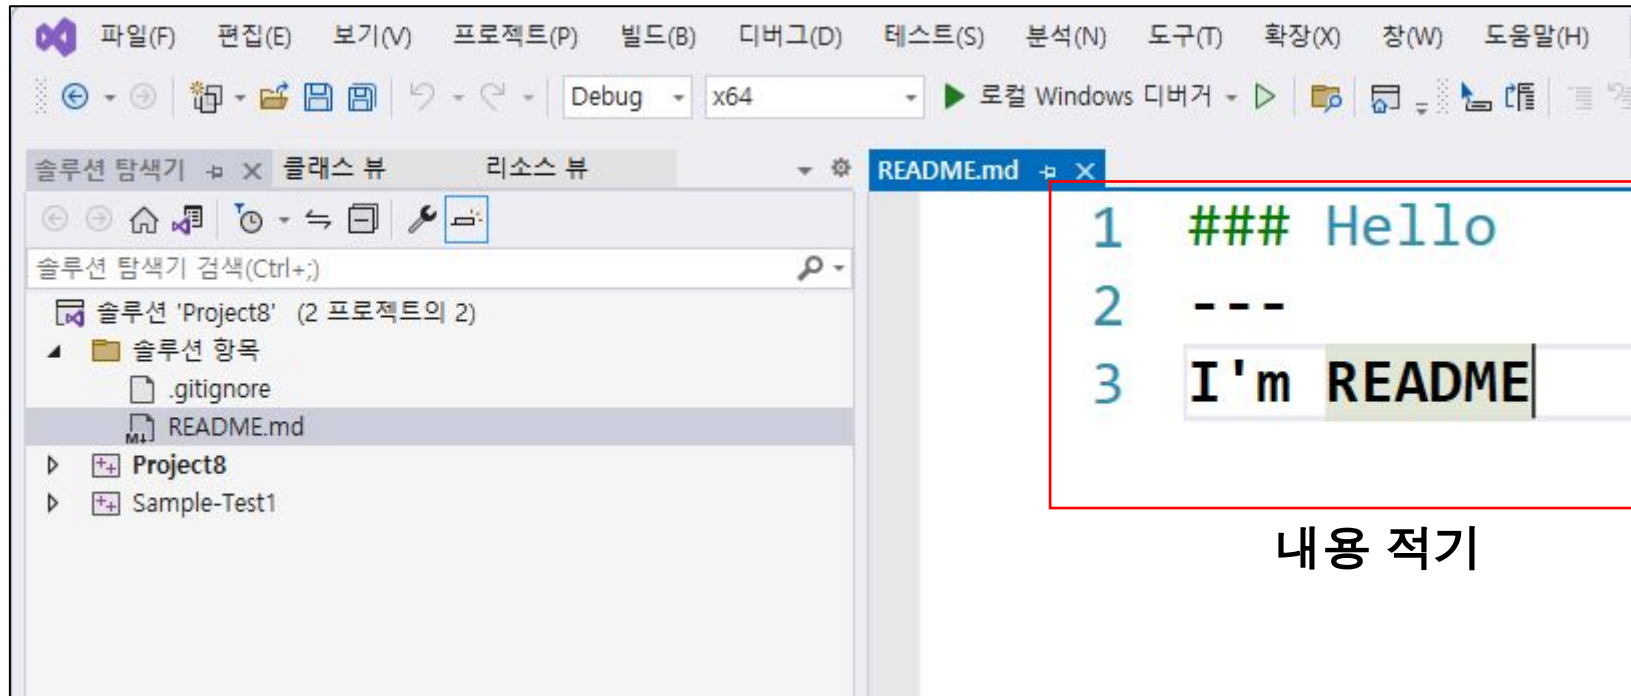 파일(F) 편집(E) 보기(V) 프로젝트(P) 빌드(B) 디버그(D) 테스트(S) 분석(N) 도구(T) 확장(X) 창(W) 도움말(H)
Debug x64 로컬 Windows 디버거
솔루션 탐색기 클래스 뷰 리소스 뷰
README.md
솔루션 탐색기 검색(Ctrl+;)
솔루션 'Project8' (2 프로젝트의 2)
솔루션 항목
.gitignore
README.md
Project8
Sample-Test1
1 ### Hello
2 ---
3 I'm README
내용 적기